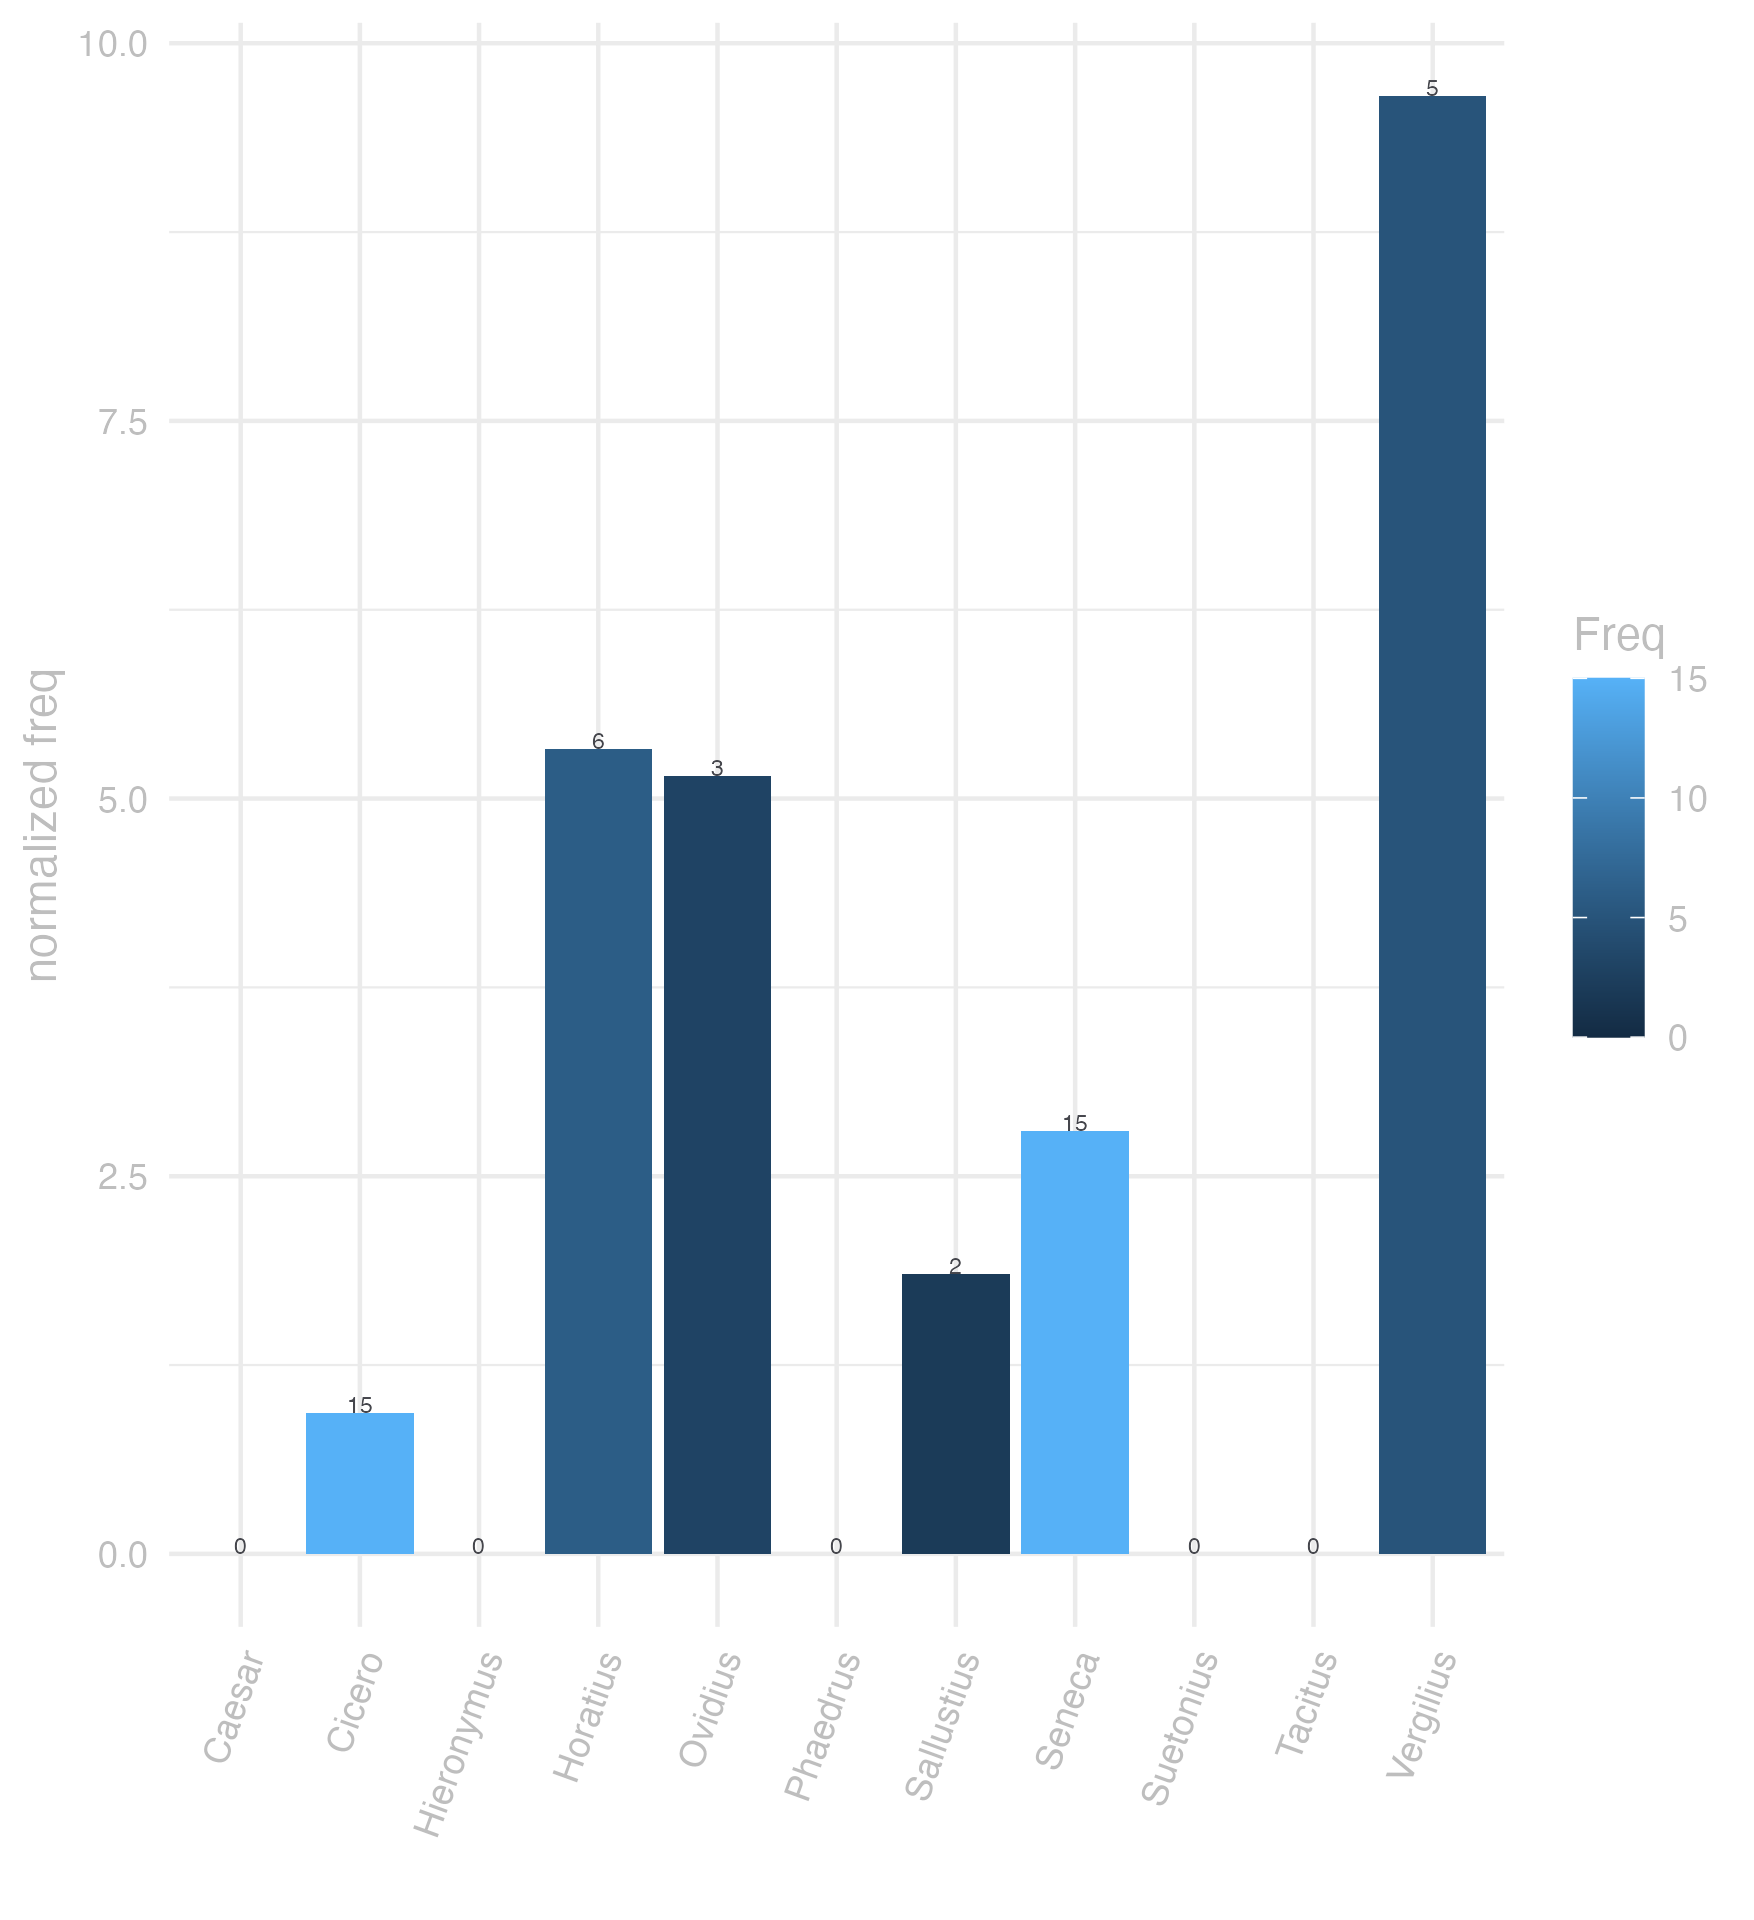 10.0
7.5
5.0
2.5
0.0
normalized freq
0
15
0
6
3
0
2
15
0
0
5
Caesar
Cicero
Hieronymus
Horatius
Ovidius
Phaedrus
Sallustius
Seneca
Suetonius
Tacitus
Vergilius
Freq
15
10
5
0